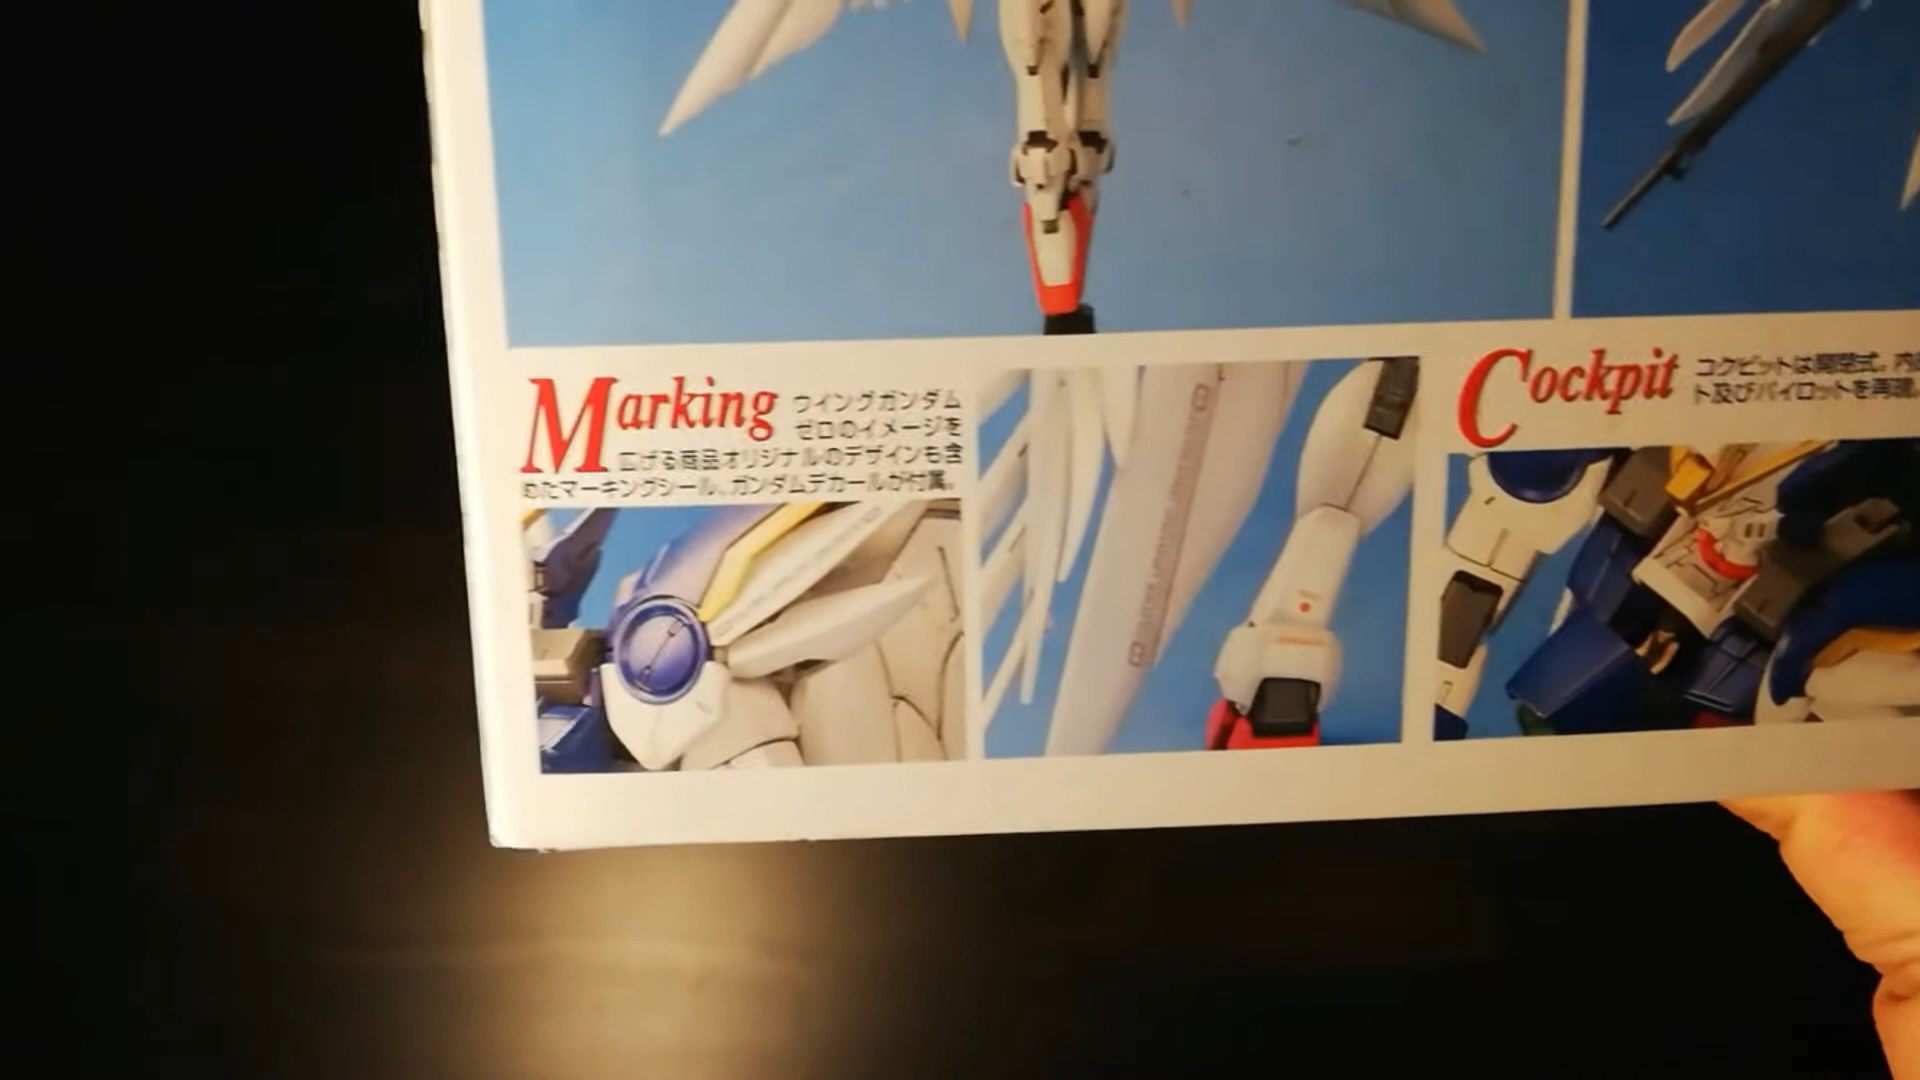 Marking ウイングガンダム
ゼロのイメージを
広げる商品オリジナルのデザインも含
めたマーキングシール、ガンダムデカールが付属。
Cockpit コクピットは開閉式。内
ト及びパイロットを再現。